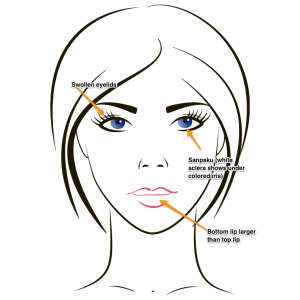 Swollen eyelids
Sanpaku (white
sclera shows under
colored iris)
Bottom lip larger
than top lip